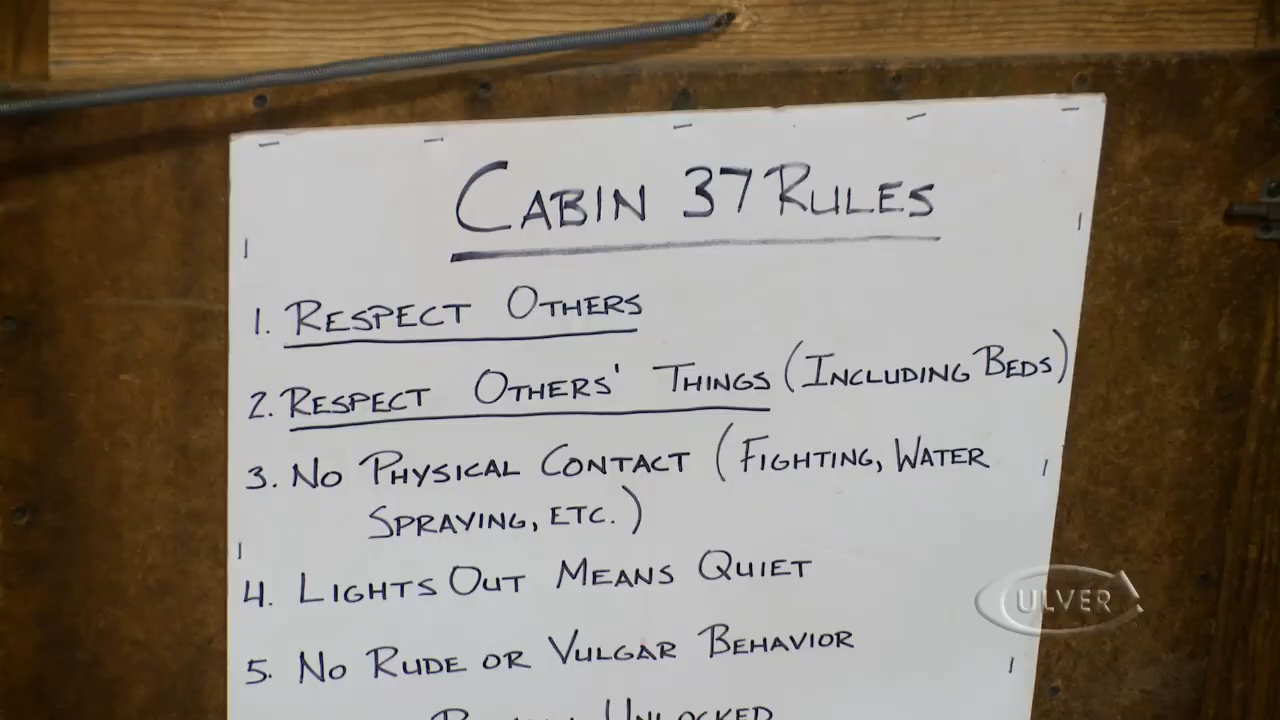 CABIN 37 RULES
1. RESPECT OTHERS
2. RESPECT OTHERS' THINGS (INCLUDING BEDS)
3. NO PHYSICAL CONTACT (FIGHTING, WATER
SPRAYING, ETC.)
4. LIGHTS OUT MEANS QUIET
ULVER
5. NO RUDE OR VULGAR BEHAVIOR
UNLOCKED